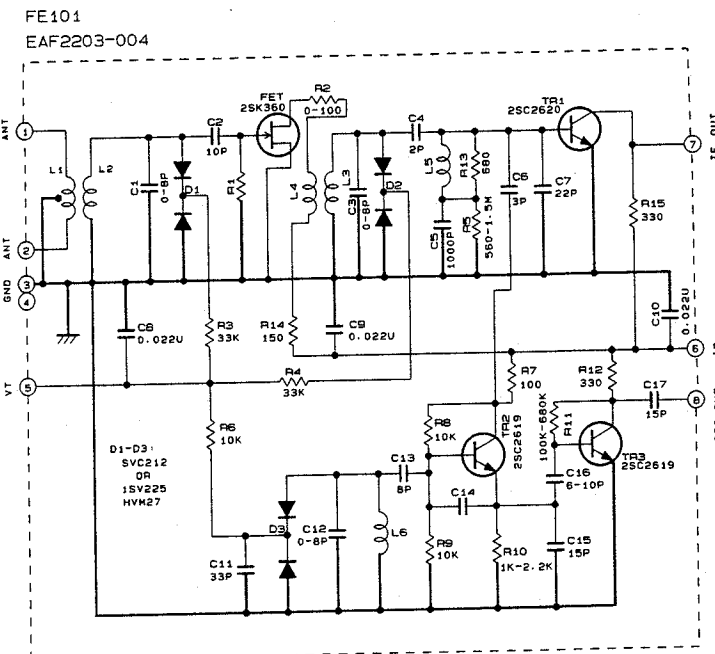 FE101
EAF2203-004
ANT
1
L1
L2
C1
0-8P
D1
C2
10P
R1
FET
2SK360
R2
0-100
L4
L3
C3
0-8P
D2
C4
2P
L5
R13
680
C5
1000P
R5
560-1.5M
C6
3P
C7
22P
TR1
2SC2620
7
IF OUT
R15
330
ANT
2
GND
3
4
C8
0.022U
R3
33K
R14
150
C9
0.022U
C10
0.022U
6
VT
5
R4
33K
R7
100
R12
330
C17
15P
8
R6
10K
D1-D3:
SVC212
OR
1SV225
HVM27
R8
10K
TR2
2SC2619
100K-680K
R11
TR3
2SC2619
C13
8P
C14
C16
6-10P
D3
C12
0-8P
L6
C11
33P
R9
10K
R10
1K-2.2K
C15
15P